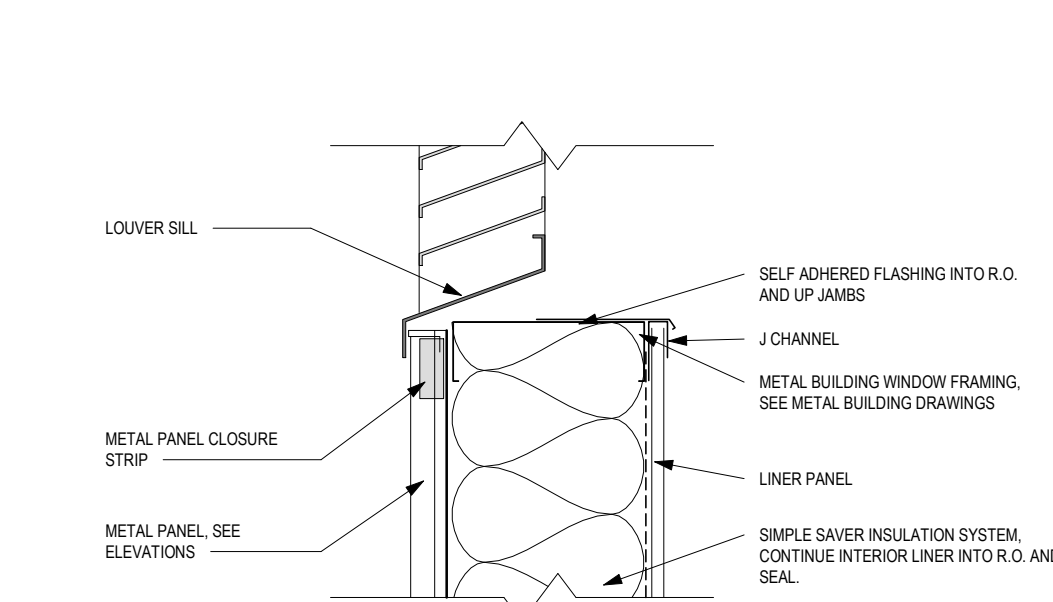 LOUVER SILL
METAL PANEL CLOSURE
STRIP
METAL PANEL, SEE
ELEVATIONS
SELF ADHERED FLASHING INTO R.O.
AND UP JAMBS
J CHANNEL
METAL BUILDING WINDOW FRAMING,
SEE METAL BUILDING DRAWINGS
LINER PANEL
SIMPLE SAVER INSULATION SYSTEM,
CONTINUE INTERIOR LINER INTO R.O. AND
SEAL.